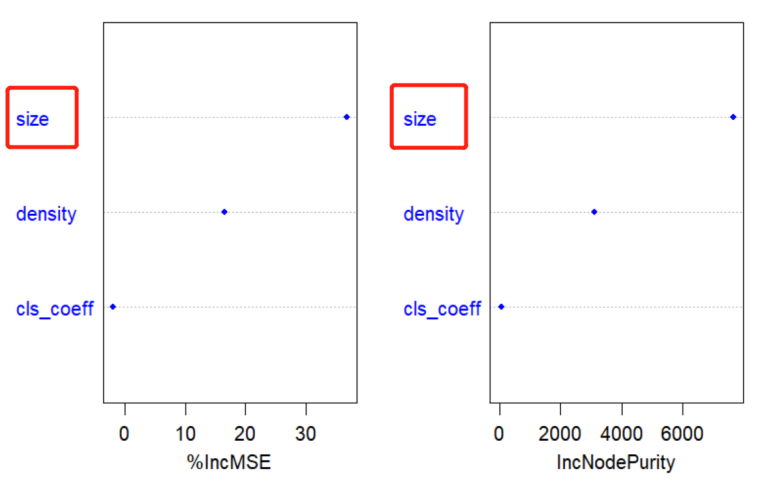 size
density
cls_coeff
0 10 20 30
%IncMSE
size
density
cls_coeff
0 2000 4000 6000
IncNodePurity